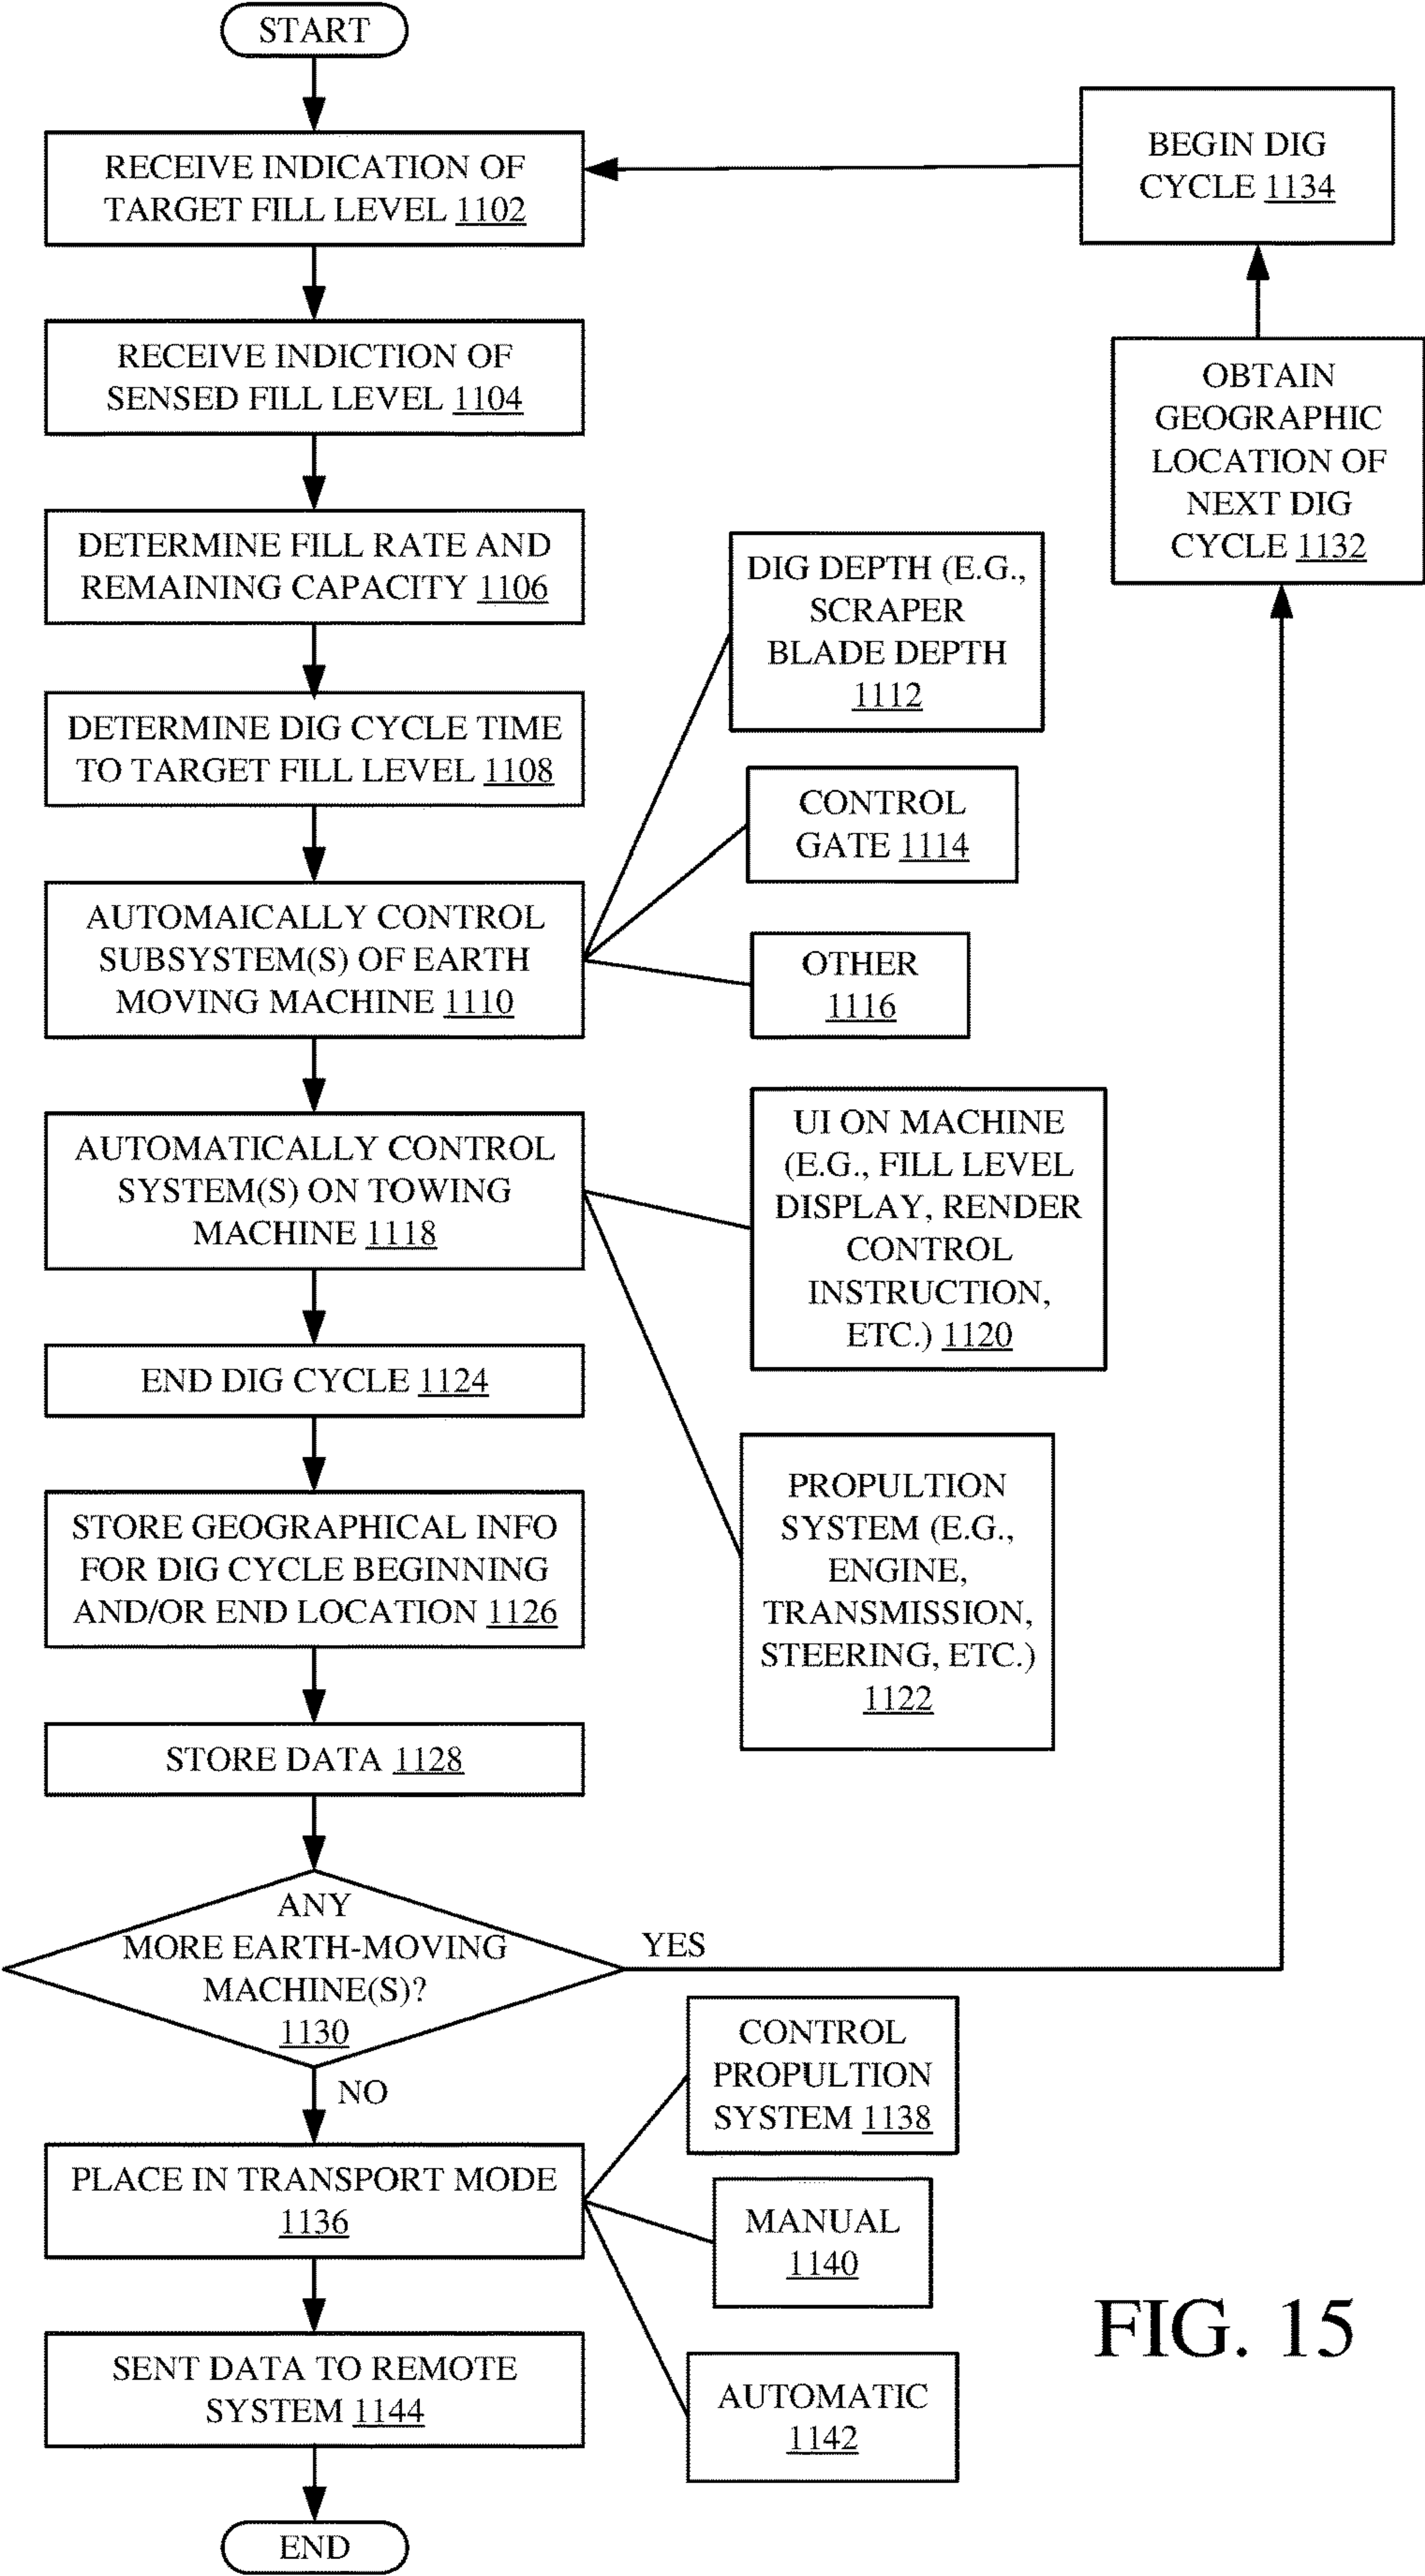 START
RECEIVE INDICATION OF
TARGET FILL LEVEL 1102
RECEIVE INDICTION OF
SENSED FILL LEVEL 1104
DETERMINE FILL RATE AND
REMAINING CAPACITY 1106
DETERMINE DIG CYCLE TIME
TO TARGET FILL LEVEL 1108
AUTOMAICALLY CONTROL
SUBSYSTEM(S) OF EARTH
MOVING MACHINE 1110
DIG DEPTH (E.G.,
SCRAPER
BLADE DEPTH
1112
CONTROL
GATE 1114
OTHER
1116
AUTOMATICALLY CONTROL
SYSTEM(S) ON TOWING
MACHINE 1118
UI ON MACHINE
(E.G., FILL LEVEL
DISPLAY, RENDER
CONTROL
INSTRUCTION,
ETC.) 1120
PROPULTION
SYSTEM (E.G.,
ENGINE,
TRANSMISSION,
STEERING, ETC.)
1122
END DIG CYCLE 1124
STORE GEOGRAPHICAL INFO
FOR DIG CYCLE BEGINNING
AND/OR END LOCATION 1126
STORE DATA 1128
ANY
MORE EARTH-MOVING
MACHINE(S)?
1130
YES
OBTAIN
GEOGRAPHIC
LOCATION OF
NEXT DIG
CYCLE 1132
BEGIN DIG
CYCLE 1134
NO
PLACE IN TRANSPORT MODE
1136
CONTROL
PROPULTION
SYSTEM 1138
MANUAL
1140
AUTOMATIC
1142
SENT DATA TO REMOTE
SYSTEM 1144
END
FIG. 15